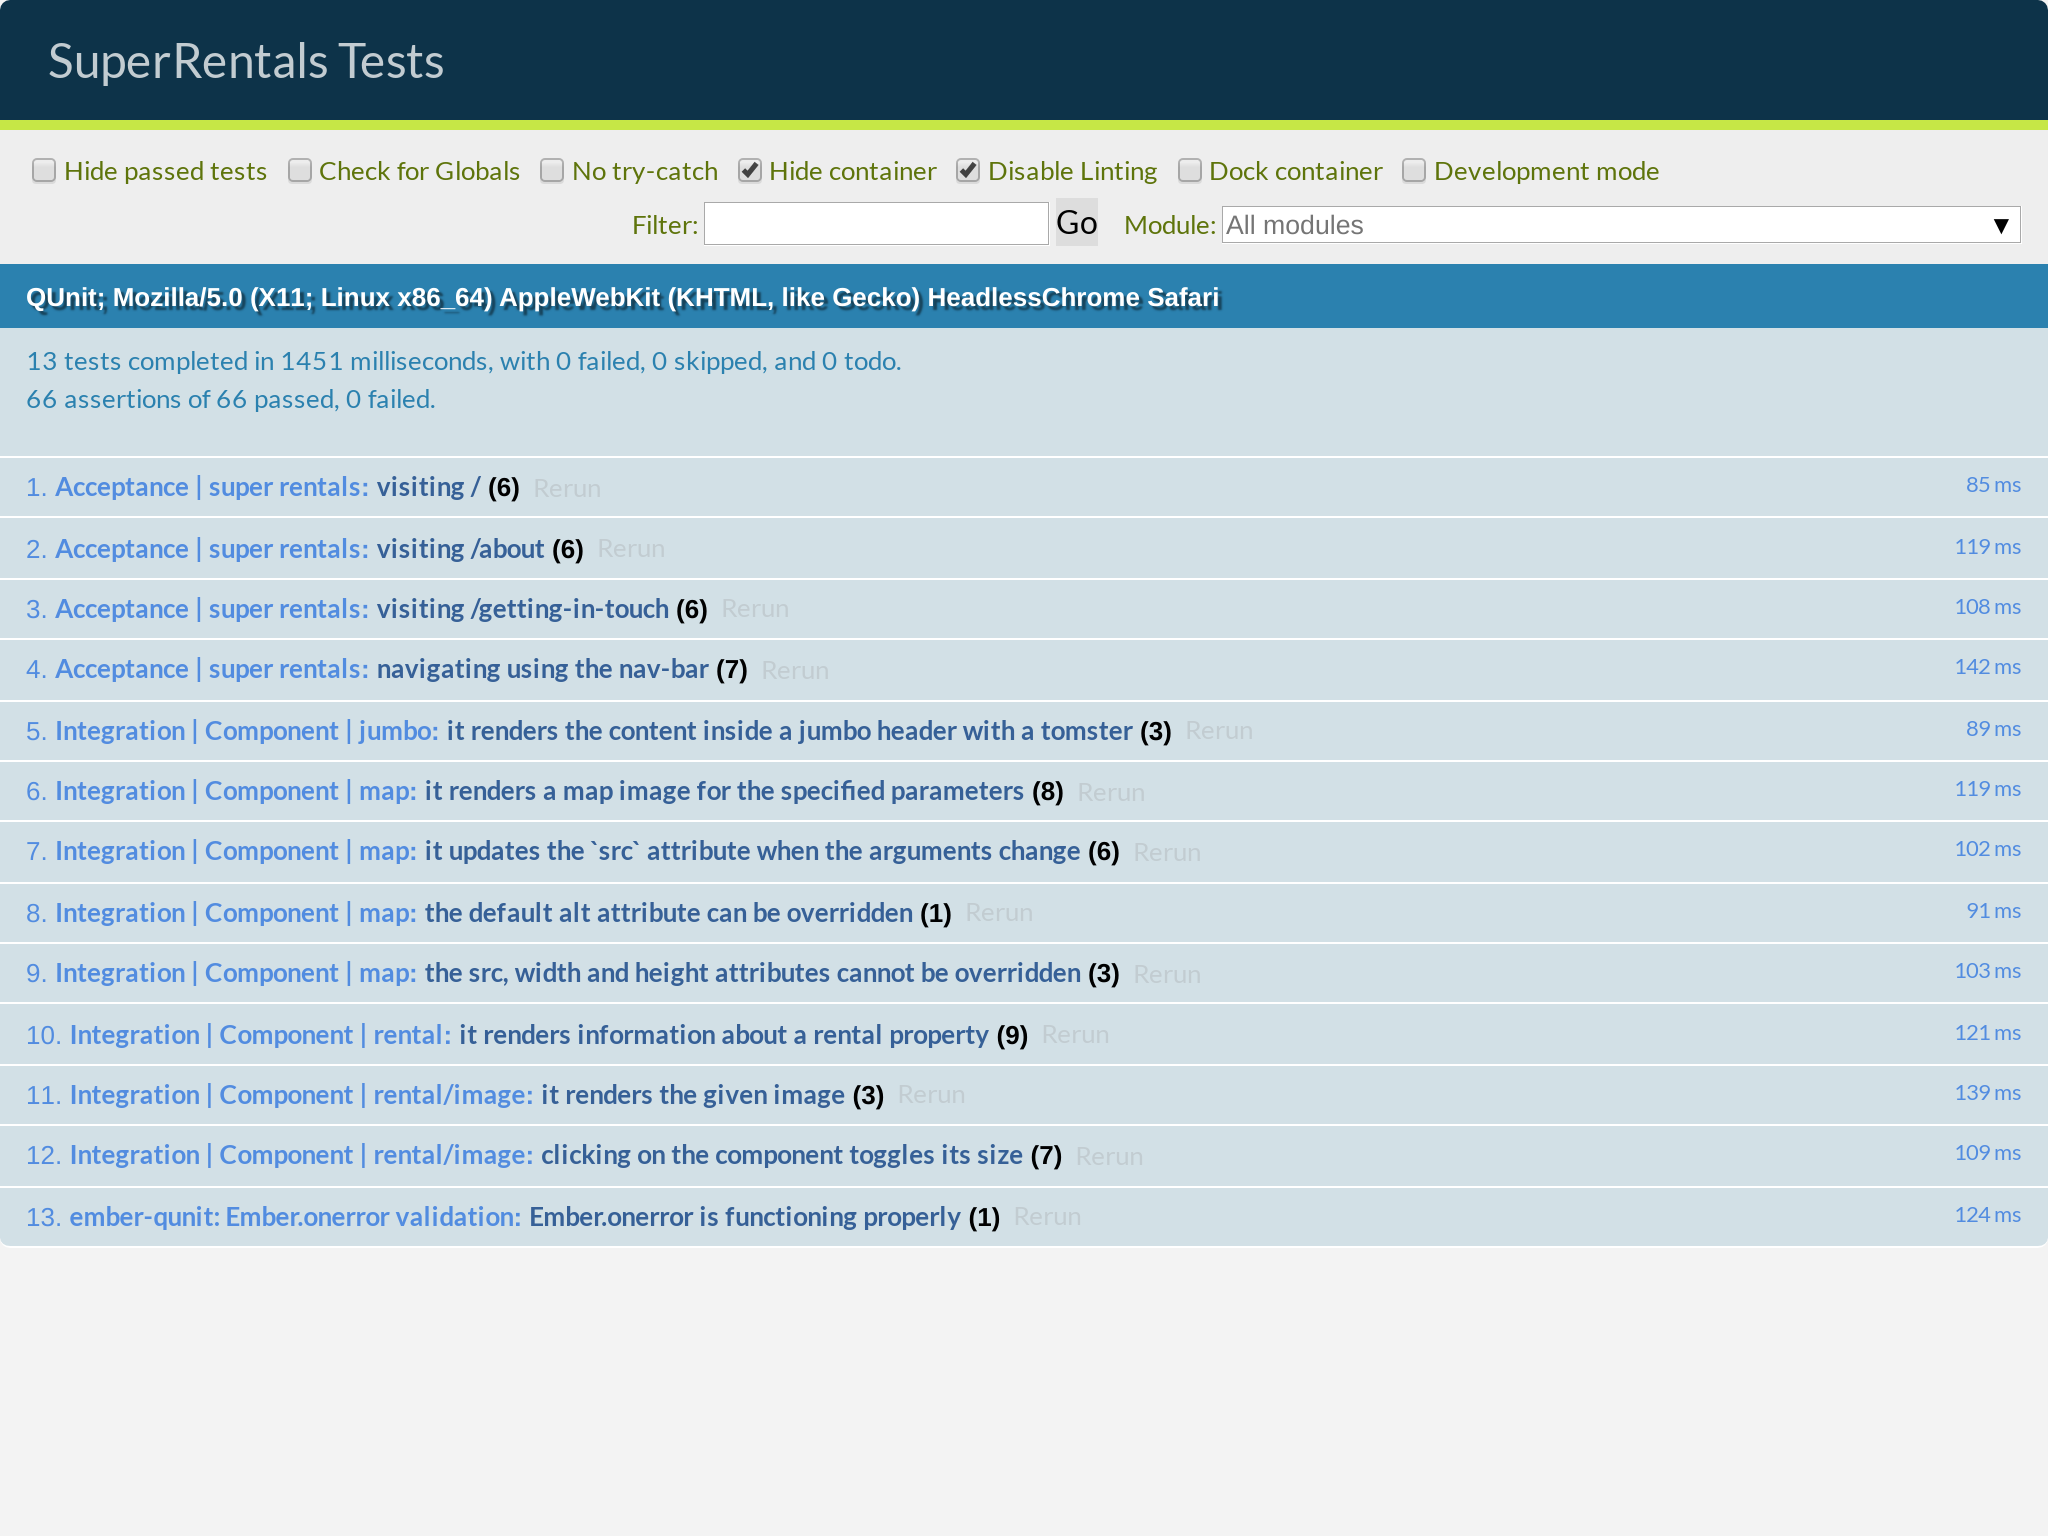 SuperRentals Tests
Hide passed tests Check for Globals No try-catch Hide container Disable Linting Dock container Development mode
Filter: Go Module: All modules ▼
QUnit; Mozilla/5.0 (X11; Linux x86_64) AppleWebKit (KHTML, like Gecko) HeadlessChrome Safari
13 tests completed in 1451 milliseconds, with 0 failed, 0 skipped, and 0 todo.
66 assertions of 66 passed, 0 failed.
1. Acceptance | super rentals: visiting / (6) Rerun 85 ms
2. Acceptance | super rentals: visiting /about (6) Rerun 119 ms
3. Acceptance | super rentals: visiting /getting-in-touch (6) Rerun 108 ms
4. Acceptance | super rentals: navigating using the nav-bar (7) Rerun 142 ms
5. Integration | Component | jumbo: it renders the content inside a jumbo header with a tomster (3) Rerun 89 ms
6. Integration | Component | map: it renders a map image for the specified parameters (8) Rerun 119 ms
7. Integration | Component | map: it updates the `src` attribute when the arguments change (6) Rerun 102 ms
8. Integration | Component | map: the default alt attribute can be overridden (1) Rerun 91 ms
9. Integration | Component | map: the src, width and height attributes cannot be overridden (3) Rerun 103 ms
10. Integration | Component | rental: it renders information about a rental property (9) Rerun 121 ms
11. Integration | Component | rental/image: it renders the given image (3) Rerun 139 ms
12. Integration | Component | rental/image: clicking on the component toggles its size (7) Rerun 109 ms
13. ember-qunit: Ember.onerror validation: Ember.onerror is functioning properly (1) Rerun 124 ms